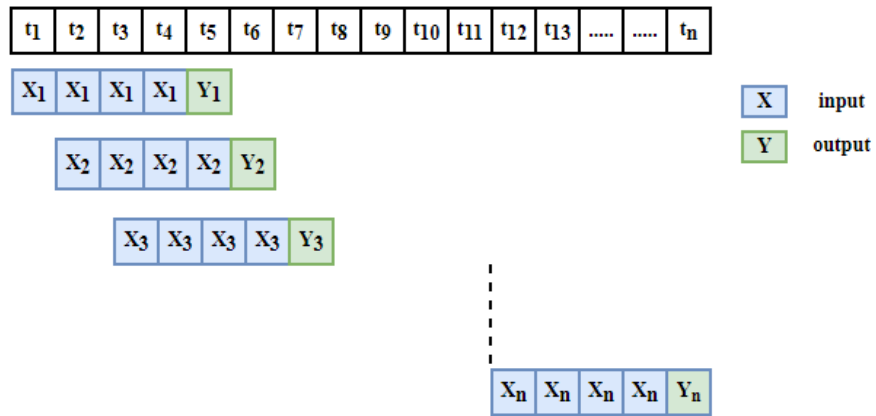 t1 t2 t3 t4 t5 t6 t7 t8 t9 t10 t11 t12 t13 ..... ..... tn
X1 X1 X1 X1 Y1
X input
X2 X2 X2 X2 Y2
Y output
X3 X3 X3 X3 Y3
Xn Xn Xn Xn Yn